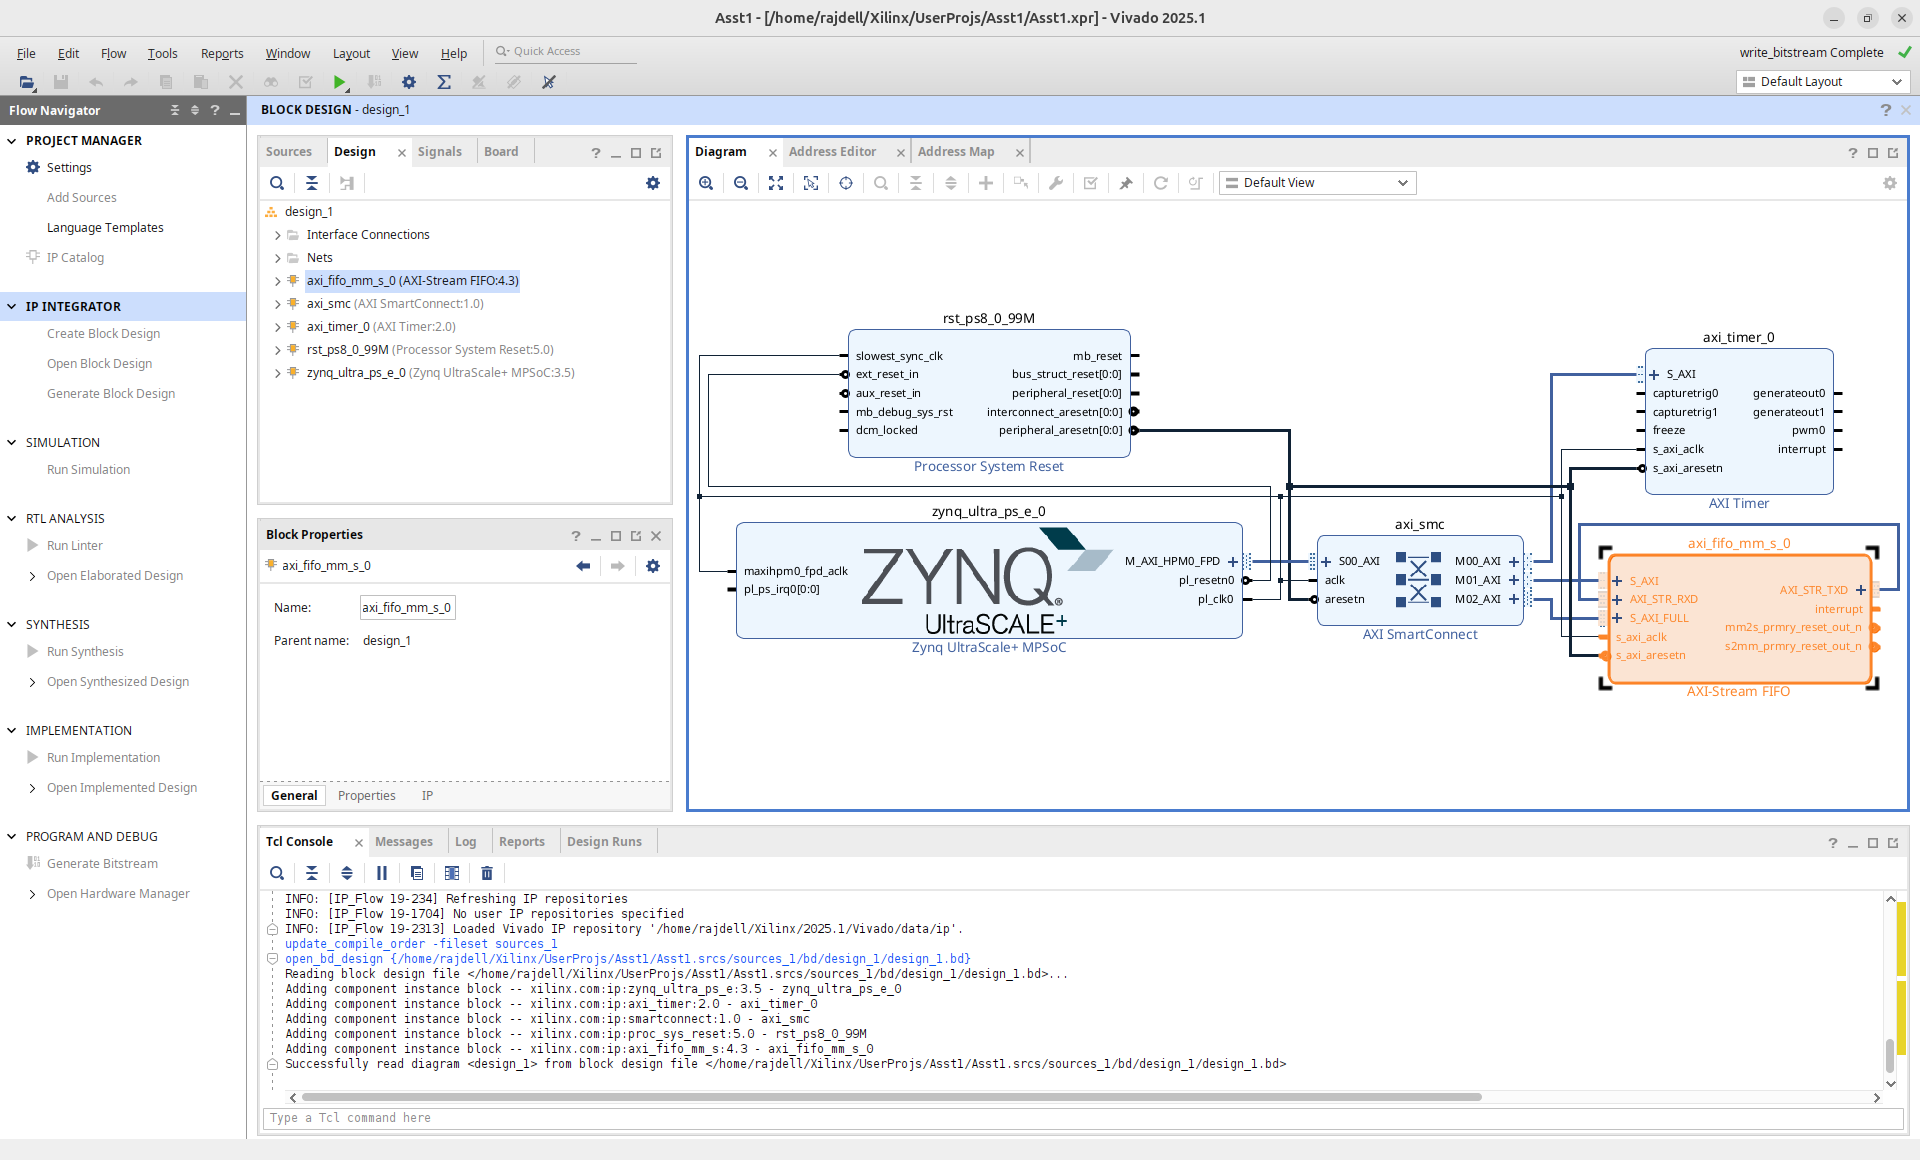 Asst1 - [/home/rajdell/Xilinx/UserProjs/Asst1/Asst1.xpr] - Vivado 2025.1
File Edit Flow Tools Reports Window Layout View Help Quick Access
write_bitstream Complete
Default Layout
Flow Navigator
PROJECT MANAGER
Settings
Add Sources
Language Templates
IP Catalog
IP INTEGRATOR
Create Block Design
Open Block Design
Generate Block Design
SIMULATION
Run Simulation
RTL ANALYSIS
Run Linter
Open Elaborated Design
SYNTHESIS
Run Synthesis
Open Synthesized Design
IMPLEMENTATION
Run Implementation
Open Implemented Design
PROGRAM AND DEBUG
Generate Bitstream
Open Hardware Manager
BLOCK DESIGN - design_1
Sources Design Signals Board
design_1
Interface Connections
Nets
axi_fifo_mm_s_0 (AXI-Stream FIFO:4.3)
axi_smc (AXI SmartConnect:1.0)
axi_timer_0 (AXI Timer:2.0)
rst_ps8_0_99M (Processor System Reset:5.0)
zynq_ultra_ps_e_0 (Zynq UltraScale+ MPSoC:3.5)
Block Properties
axi_fifo_mm_s_0
Name: axi_fifo_mm_s_0
Parent name: design_1
General Properties IP
Diagram Address Editor Address Map
Default View
rst_ps8_0_99M
slowest_sync_clk mb_reset
ext_reset_in bus_struct_reset[0:0]
aux_reset_in peripheral_reset[0:0]
mb_debug_sys_rst interconnect_aresetn[0:0]
dcm_locked peripheral_aresetn[0:0]
Processor System Reset
axi_timer_0
S_AXI
capturetrig0 generateout0
capturetrig1 generateout1
freeze pwm0
s_axi_aclk interrupt
s_axi_aresetn
AXI Timer
zynq_ultra_ps_e_0
M_AXI_HPM0_FPD
maxihpm0_fpd_aclk pl_resetn0
pl_ps_irq0[0:0] pl_clk0
ZYNQ®
UltraSCALE+
Zynq UltraScale+ MPSoC
axi_smc
S00_AXI M00_AXI
aclk M01_AXI
aresetn M02_AXI
AXI SmartConnect
axi_fifo_mm_s_0
S_AXI AXI_STR_TXD
AXI_STR_RXD interrupt
S_AXI_FULL mm2s_prmry_reset_out_n
s_axi_aclk s2mm_prmry_reset_out_n
s_axi_aresetn
AXI-Stream FIFO
Tcl Console Messages Log Reports Design Runs
INFO: [IP_Flow 19-234] Refreshing IP repositories
INFO: [IP_Flow 19-1704] No user IP repositories specified
INFO: [IP_Flow 19-2313] Loaded Vivado IP repository '/home/rajdell/Xilinx/2025.1/Vivado/data/ip'.
update_compile_order -fileset sources_1
open_bd_design {/home/rajdell/Xilinx/UserProjs/Asst1/Asst1.srcs/sources_1/bd/design_1/design_1.bd}
Reading block design file </home/rajdell/Xilinx/UserProjs/Asst1/Asst1.srcs/sources_1/bd/design_1/design_1.bd>...
Adding component instance block -- xilinx.com:ip:zynq_ultra_ps_e:3.5 - zynq_ultra_ps_e_0
Adding component instance block -- xilinx.com:ip:axi_timer:2.0 - axi_timer_0
Adding component instance block -- xilinx.com:ip:smartconnect:1.0 - axi_smc
Adding component instance block -- xilinx.com:ip:proc_sys_reset:5.0 - rst_ps8_0_99M
Adding component instance block -- xilinx.com:ip:axi_fifo_mm_s:4.3 - axi_fifo_mm_s_0
Successfully read diagram <design_1> from block design file </home/rajdell/Xilinx/UserProjs/Asst1/Asst1.srcs/sources_1/bd/design_1/design_1.bd>
Type a Tcl command here